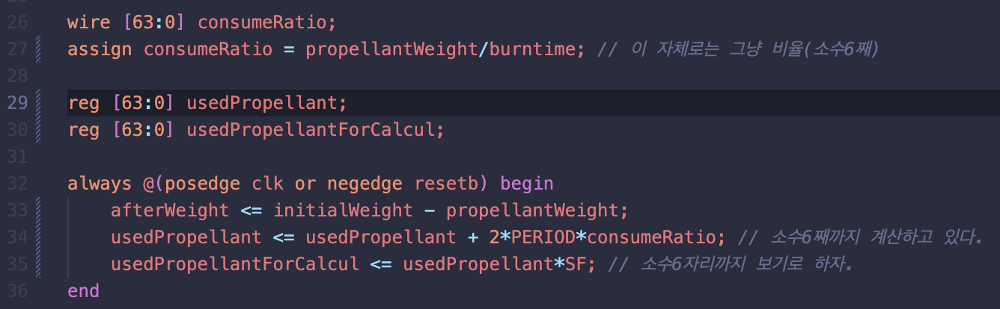 26 wire [63:0] consumeRatio;
27 assign consumeRatio = propellantWeight/burntime; // 이 자체로는 그냥 비율(소수6째)
28
29 reg [63:0] usedPropellant;
30 reg [63:0] usedPropellantForCalcul;
31
32 always @(posedge clk or negedge resetb) begin
33 afterWeight <= initialWeight - propellantWeight;
34 usedPropellant <= usedPropellant + 2*PERIOD*consumeRatio; // 소수6째까지 계산하고 있다.
35 usedPropellantForCalcul <= usedPropellant*SF; // 소수6자리까지 보기로 하자.
36 end